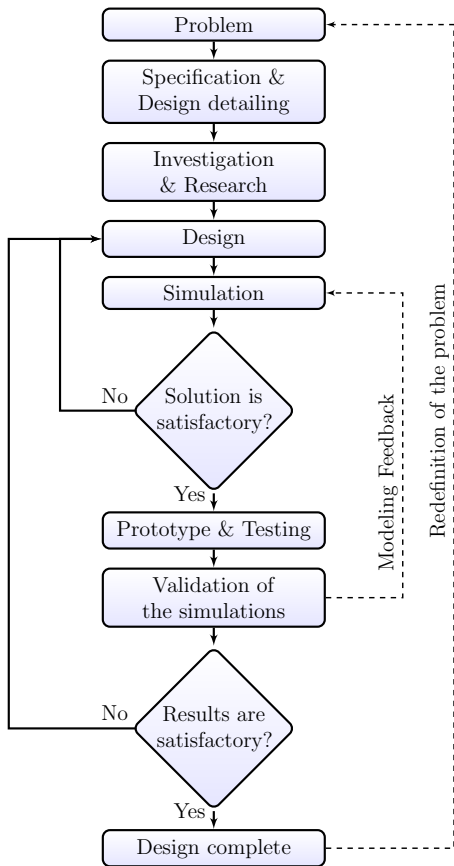 Problem
Specification &
Design detailing
Investigation
& Research
Design
Simulation
No
Solution is
satisfactory?
Yes
Prototype & Testing
Validation of
the simulations
No
Results are
satisfactory?
Yes
Design complete
Modeling Feedback
Redefinition of the problem